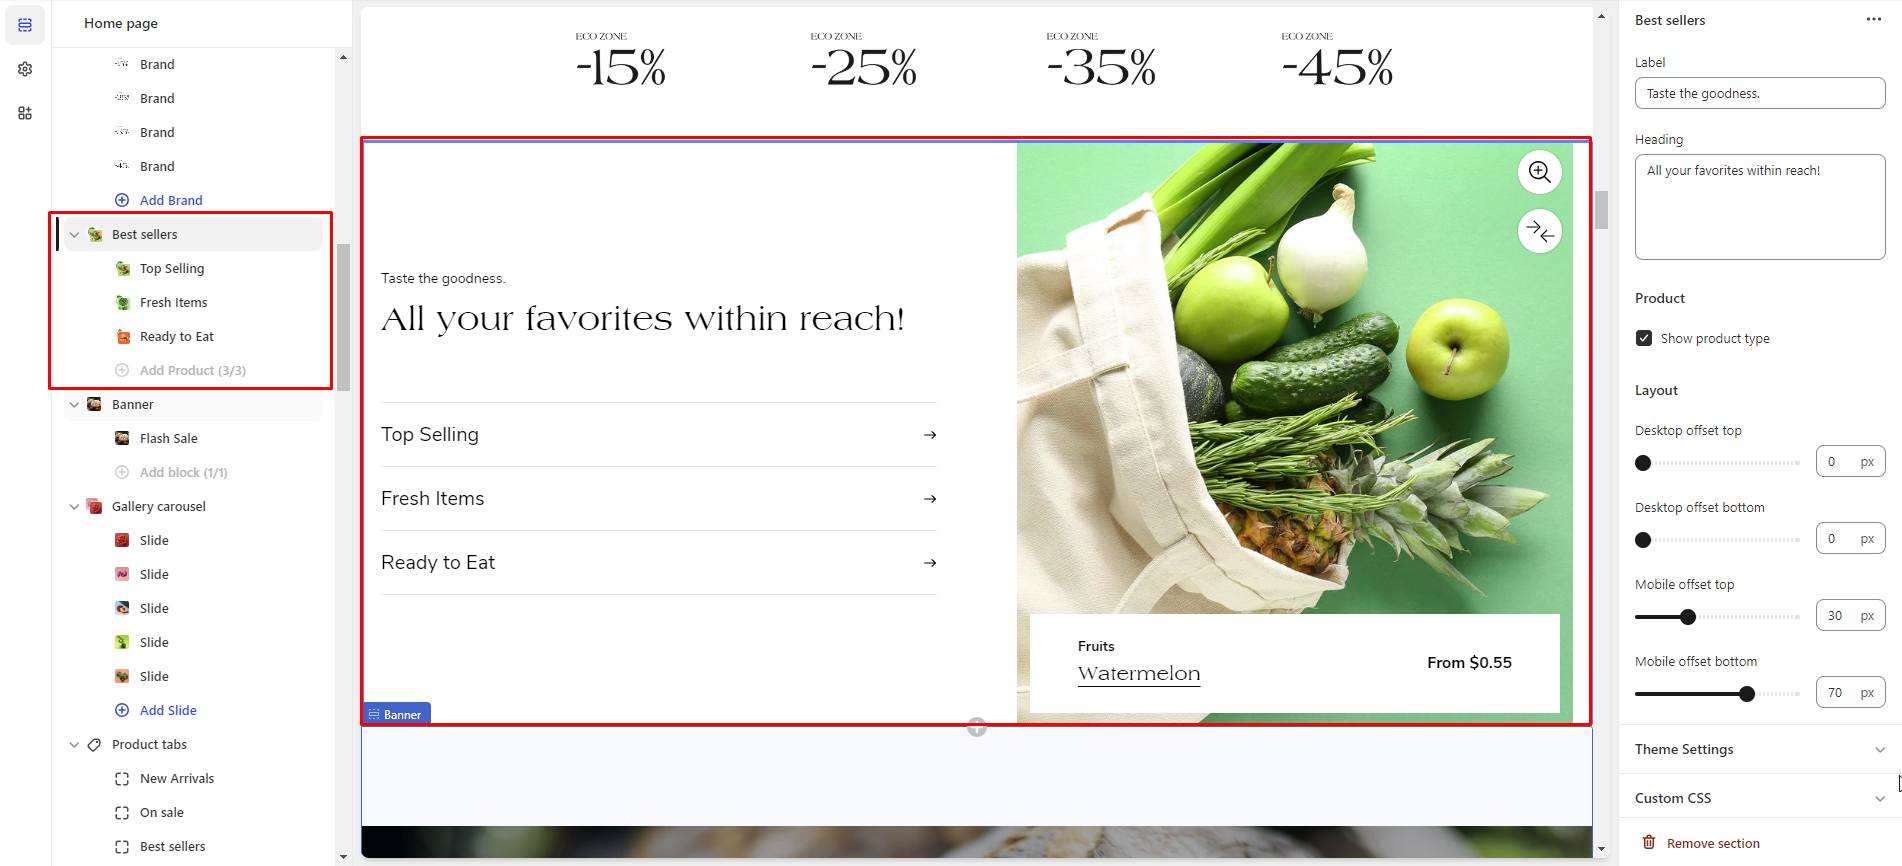 Home page
Brand
Brand
Brand
Brand
Add Brand
Best sellers
Top Selling
Fresh Items
Ready to Eat
Add Product (3/3)
Banner
Flash Sale
Add block (1/1)
Gallery carousel
Slide
Slide
Slide
Slide
Slide
Add Slide
Product tabs
New Arrivals
On sale
Best sellers
ECO ZONE
-15%
ECO ZONE
-25%
ECO ZONE
-35%
ECO ZONE
-45%
Taste the goodness.
All your favorites within reach!
Top Selling
Fresh Items
Ready to Eat
Fruits
Watermelon
From $0.55
Banner
Best sellers
Label
Taste the goodness.
Heading
All your favorites within reach!
Product
Show product type
Layout
Desktop offset top
0 px
Desktop offset bottom
0 px
Mobile offset top
30 px
Mobile offset bottom
70 px
Theme Settings
Custom CSS
Remove section